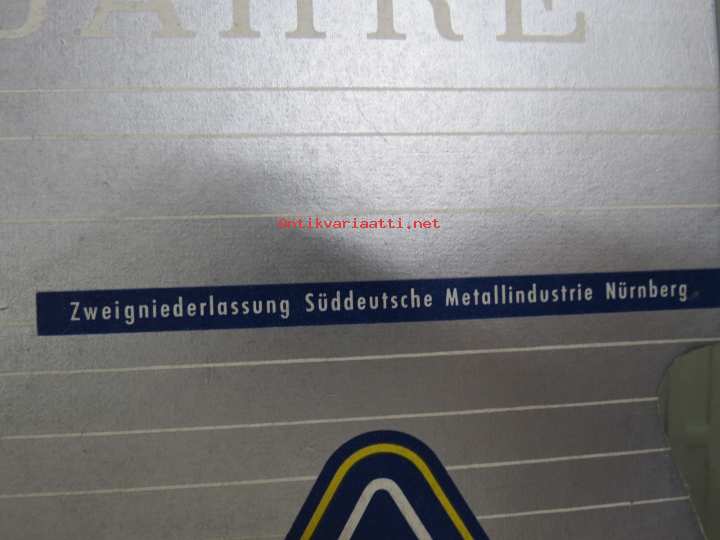 JAHRE
Antikvariaatti.net
Zweigniederlassung Süddeutsche Metallindustrie Nürnberg